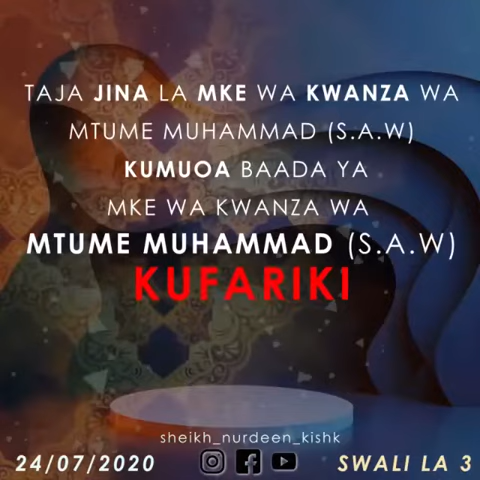 TAJA JINA LA MKE WA KWANZA WA
MTUME MUHAMMAD (S.A.W)
KUMUOA BAADA YA
MKE WA KWANZA WA
MTUME MUHAMMAD (S.A.W)
KUFARIKI
sheikh_nurdeen_kishk
24/07/2020
SWALI LA 3